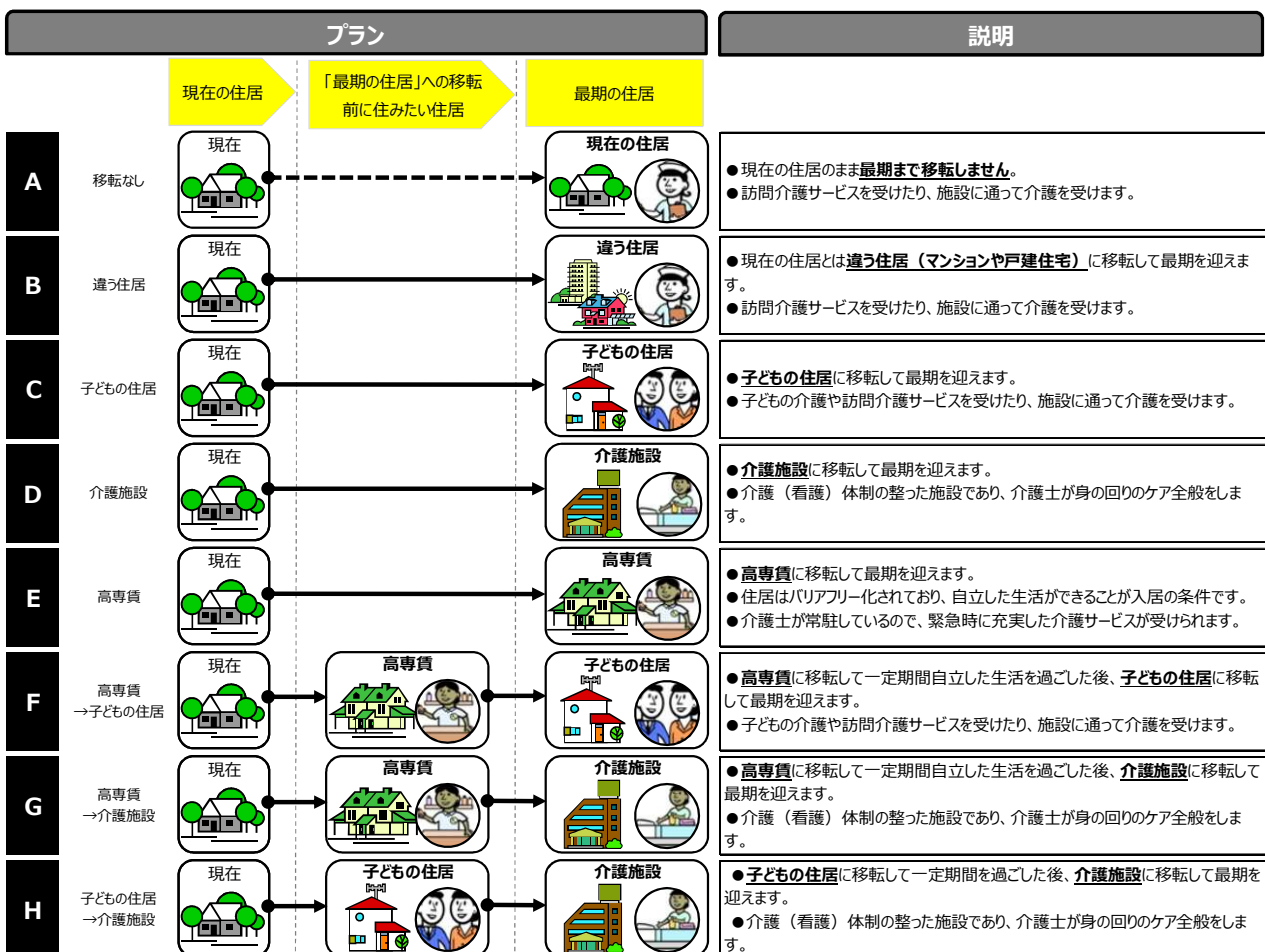 プラン
説明
現在の住居
「最期の住居」への移転
前に住みたい住居
最期の住居
A
移転なし
現在
現在の住居
●現在の住居のまま最期まで移転しません。
●訪問介護サービスを受けたり、施設に通って介護を受けます。
B
違う住居
現在
違う住居
●現在の住居とは違う住居（マンションや戸建住宅）に移転して最期を迎えま
す。
●訪問介護サービスを受けたり、施設に通って介護を受けます。
C
子どもの住居
現在
子どもの住居
●子どもの住居に移転して最期を迎えます。
●子どもの介護や訪問介護サービスを受けたり、施設に通って介護を受けます。
D
介護施設
現在
介護施設
●介護施設に移転して最期を迎えます。
●介護（看護）体制の整った施設であり、介護士が身の回りのケア全般をしま
す。
E
高専賃
現在
高専賃
●高専賃に移転して最期を迎えます。
●住居はバリアフリー化されており、自立した生活ができることが入居の条件です。
●介護士が常駐しているので、緊急時に充実した介護サービスが受けられます。
F
高専賃
→子どもの住居
現在
高専賃
子どもの住居
●高専賃に移転して一定期間自立した生活を過ごした後、子どもの住居に移転
して最期を迎えます。
●子どもの介護や訪問介護サービスを受けたり、施設に通って介護を受けます。
G
高専賃
→介護施設
現在
高専賃
介護施設
●高専賃に移転して一定期間自立した生活を過ごした後、介護施設に移転して
最期を迎えます。
●介護（看護）体制の整った施設であり、介護士が身の回りのケア全般をしま
す。
H
子どもの住居
→介護施設
現在
子どもの住居
介護施設
●子どもの住居に移転して一定期間を過ごした後、介護施設に移転して最期を
迎えます。
●介護（看護）体制の整った施設であり、介護士が身の回りのケア全般をしま
す。